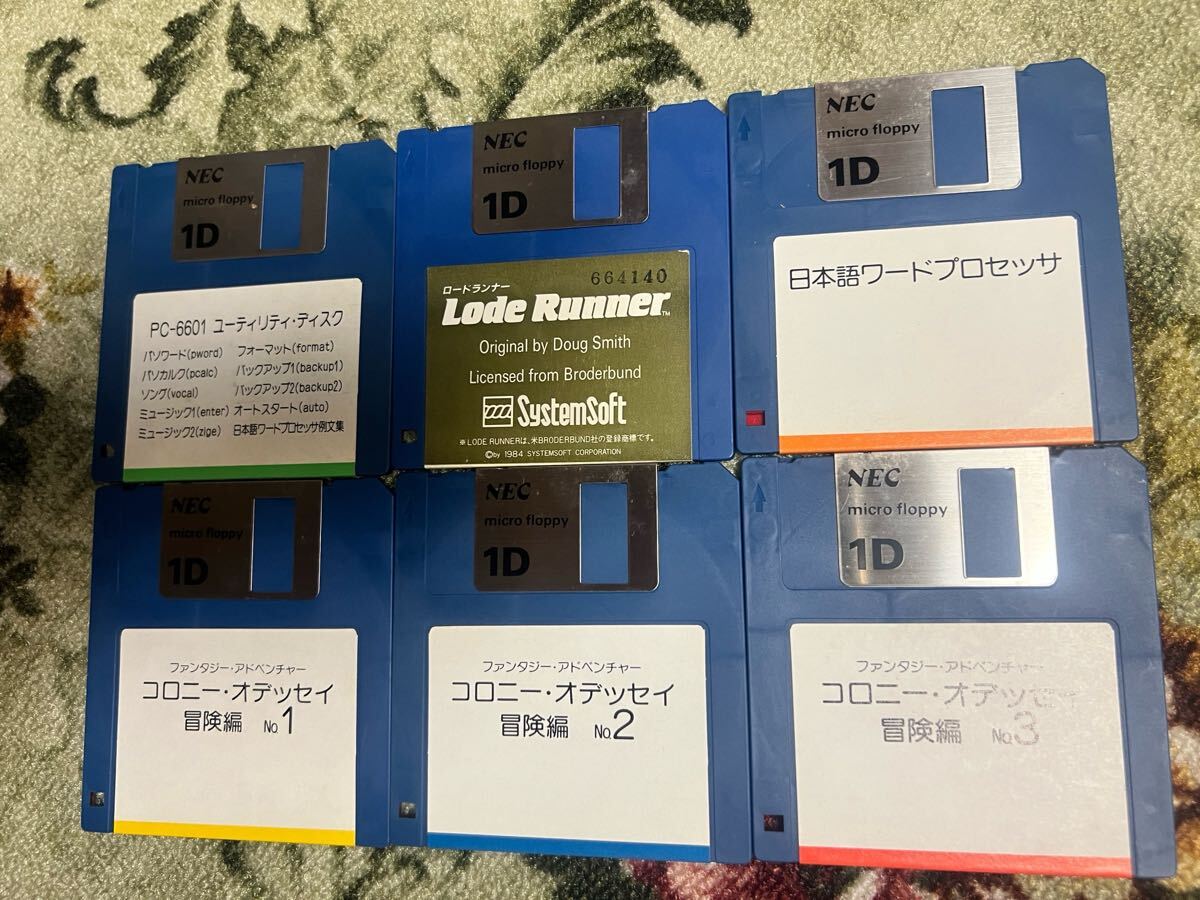 NEC
micro floppy
1D
PC-6601 ユーティリティ・ディスク
パソワード(pword) フォーマット(format)
パソカルク(pcalc) バックアップ1(backup1)
ソング(vocal) バックアップ2(backup2)
ミュージック1(enter) オートスタート(auto)
ミュージック2(zige) 日本語ワードプロセッサ例文集
NEC
micro floppy
1D
664140
ロードランナー
Lode Runner™
Original by Doug Smith
Licensed from Broderbund
SystemSoft
※LODE RUNNERは、米BRODERBUND社の登録商標です。
©by 1984 SYSTEMSOFT CORPORATION
NEC
micro floppy
1D
日本語ワードプロセッサ
NEC
micro floppy
1D
ファンタジー・アドベンチャー
コロニー・オデッセイ
冒険編 No.1
NEC
micro floppy
1D
ファンタジー・アドベンチャー
コロニー・オデッセイ
冒険編 No.2
NEC
micro floppy
1D
ファンタジー・アドベンチャー
コロニー・オデッセイ
冒険編 No.3